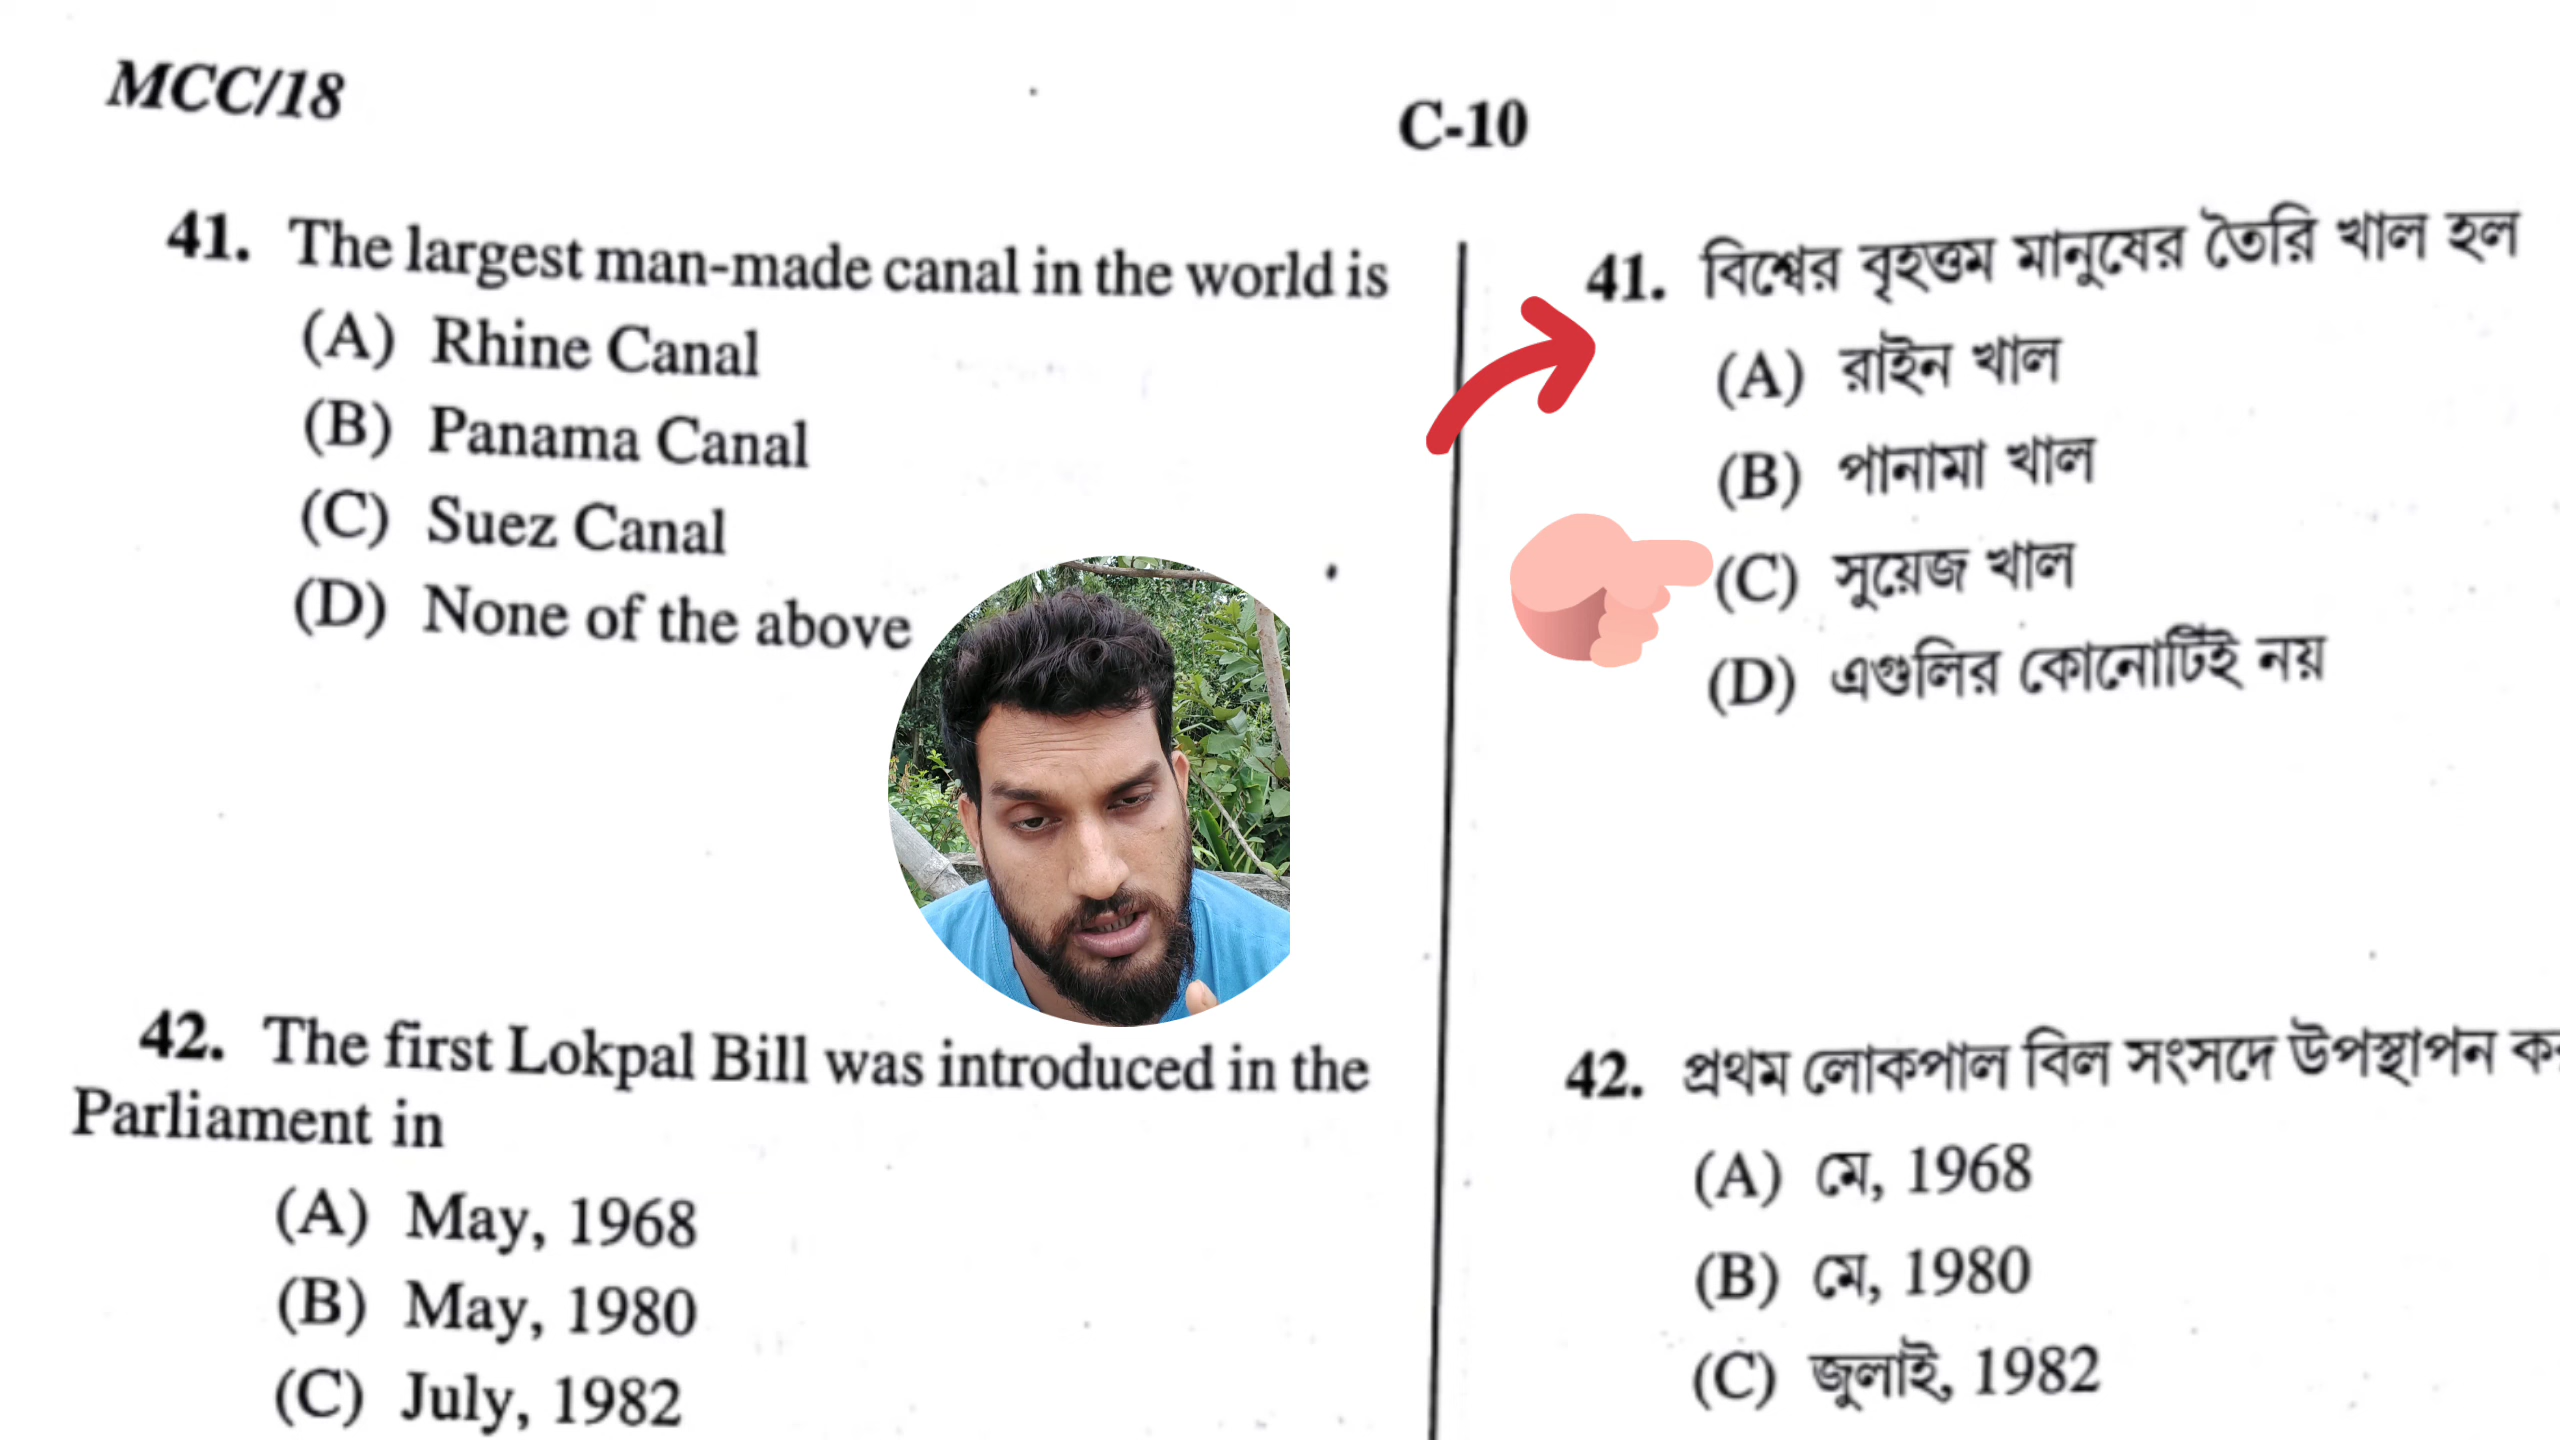 MCC/18
C-10
41. The largest man-made canal in the world is
(A) Rhine Canal
(B) Panama Canal
(C) Suez Canal
(D) None of the above
42. The first Lokpal Bill was introduced in the
Parliament in
(A) May, 1968
(B) May, 1980
(C) July, 1982
41. বিশ্বের বৃহত্তম মানুষের তৈরি খাল হল
(A) রাইন খাল
(B) পানামা খাল
(C) সুয়েজ খাল
(D) এগুলির কোনোটিই নয়
42. প্রথম লোকপাল বিল সংসদে উপস্থাপন
(A) মে, 1968
(B) মে, 1980
(C) জুলাই, 1982